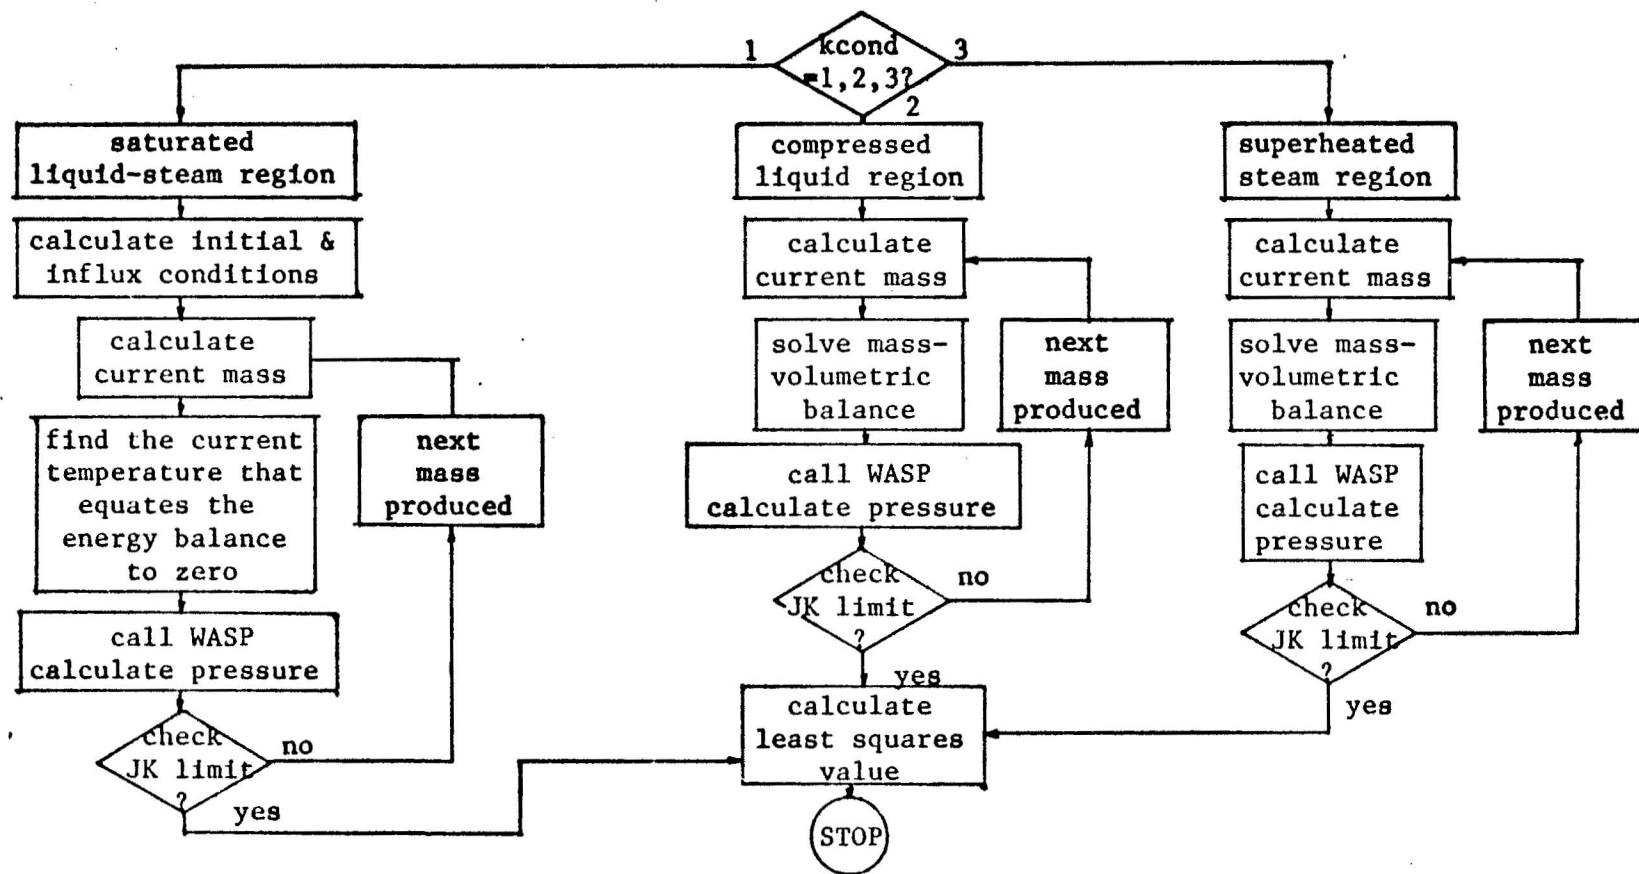 kcond
=1,2,3?
1
2
3
saturated
liquid-steam region
calculate initial &
influx conditions
calculate
current mass
find the current
temperature that
equates the
energy balance
to zero
next
mass
produced
call WASP
calculate pressure
check
JK limit
?
no
yes
compressed
liquid region
calculate
current mass
solve mass-
volumetric
balance
next
mass
produced
call WASP
calculate pressure
check
JK limit
?
no
yes
superheated
steam region
calculate
current mass
solve mass-
volumetric
balance
next
mass
produced
call WASP
calculate
pressure
check
JK limit
?
no
yes
calculate
least squares
value
STOP